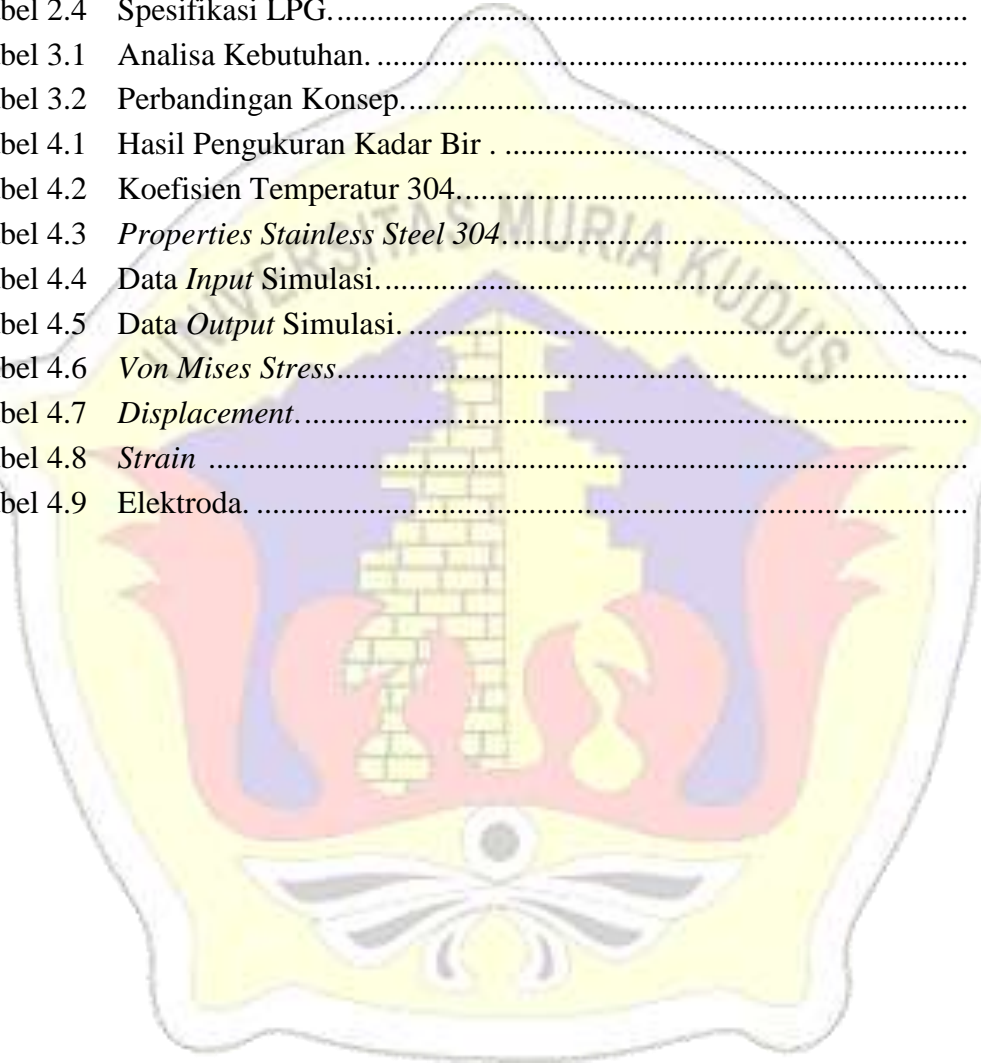 bel 2.4 Spesifikasi LPG. ........................................................................
bel 3.1 Analisa Kebutuhan. ..................................................................
bel 3.2 Perbandingan Konsep. ..............................................................
bel 4.1 Hasil Pengukuran Kadar Bir . ....................................................
bel 4.2 Koefisien Temperatur 304. ........................................................
bel 4.3 Properties Stainless Steel 304. ...................................................
bel 4.4 Data Input Simulasi. ..................................................................
bel 4.5 Data Output Simulasi. ...............................................................
bel 4.6 Von Mises Stress. ......................................................................
bel 4.7 Displacement. ............................................................................
bel 4.8 Strain ........................................................................................
bel 4.9 Elektroda. ..................................................................................
UNIVERSITAS MURIA KUDUS